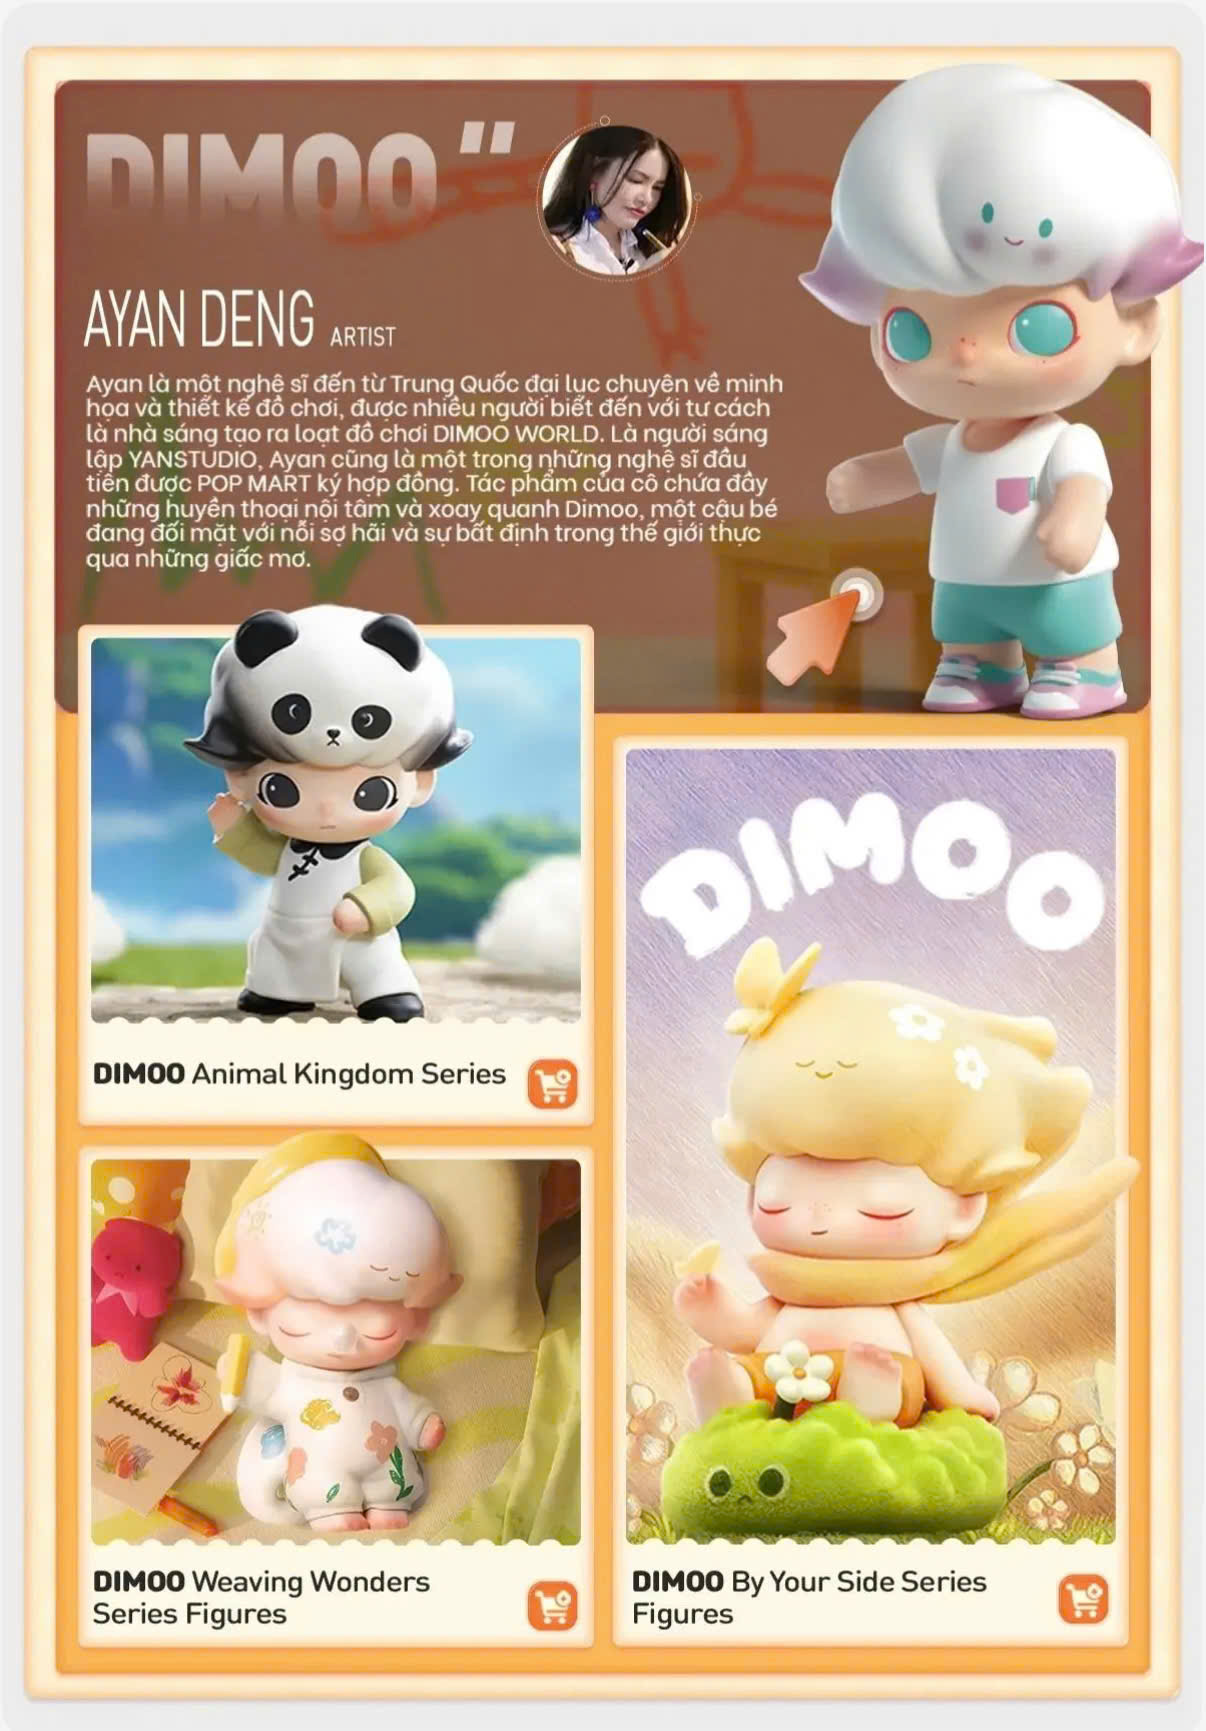 DIMOO "
AYAN DENG ARTIST
Ayan là một nghệ sĩ đến từ Trung Quốc đại lục chuyên về minh
họa và thiết kế đồ chơi, được nhiều người biết đến với tư cách
là nhà sáng tạo ra loạt đồ chơi DIMOO WORLD. Là người sáng
lập YANSTUDIO, Ayan cũng là một trong những nghệ sĩ đầu
tiên được POP MART ký hợp đồng. Tác phẩm của cô chứa đầy
những huyền thoại nội tâm và xoay quanh Dimoo, một cậu bé
đang đối mặt với nỗi sợ hãi và sự bất định trong thế giới thực
qua những giấc mơ.
DIMOO Animal Kingdom Series
DIMOO
DIMOO Weaving Wonders
Series Figures
DIMOO By Your Side Series
Figures